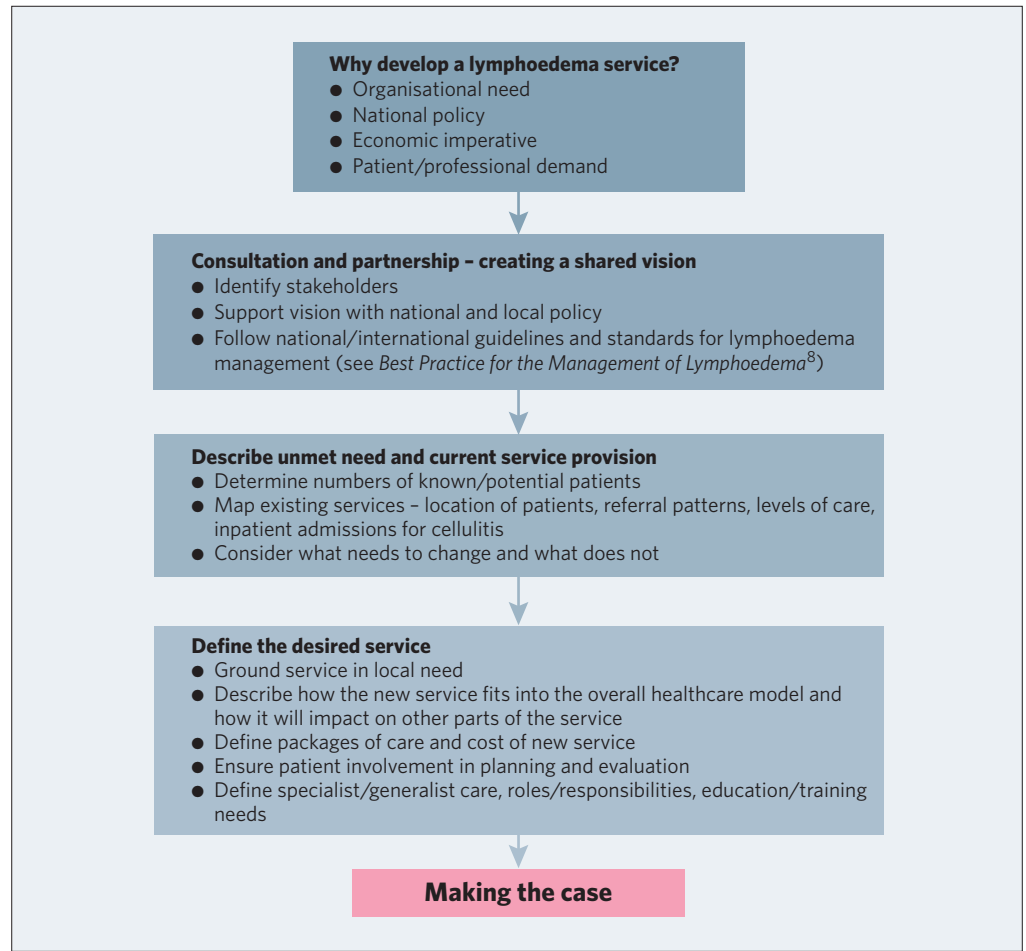 Why develop a lymphoedema service?
● Organisational need
● National policy
● Economic imperative
● Patient/professional demand
Consultation and partnership – creating a shared vision
● Identify stakeholders
● Support vision with national and local policy
● Follow national/international guidelines and standards for lymphoedema
management (see Best Practice for the Management of Lymphoedema⁸)
Describe unmet need and current service provision
● Determine numbers of known/potential patients
● Map existing services – location of patients, referral patterns, levels of care,
inpatient admissions for cellulitis
● Consider what needs to change and what does not
Define the desired service
● Ground service in local need
● Describe how the new service fits into the overall healthcare model and
how it will impact on other parts of the service
● Define packages of care and cost of new service
● Ensure patient involvement in planning and evaluation
● Define specialist/generalist care, roles/responsibilities, education/training
needs
Making the case